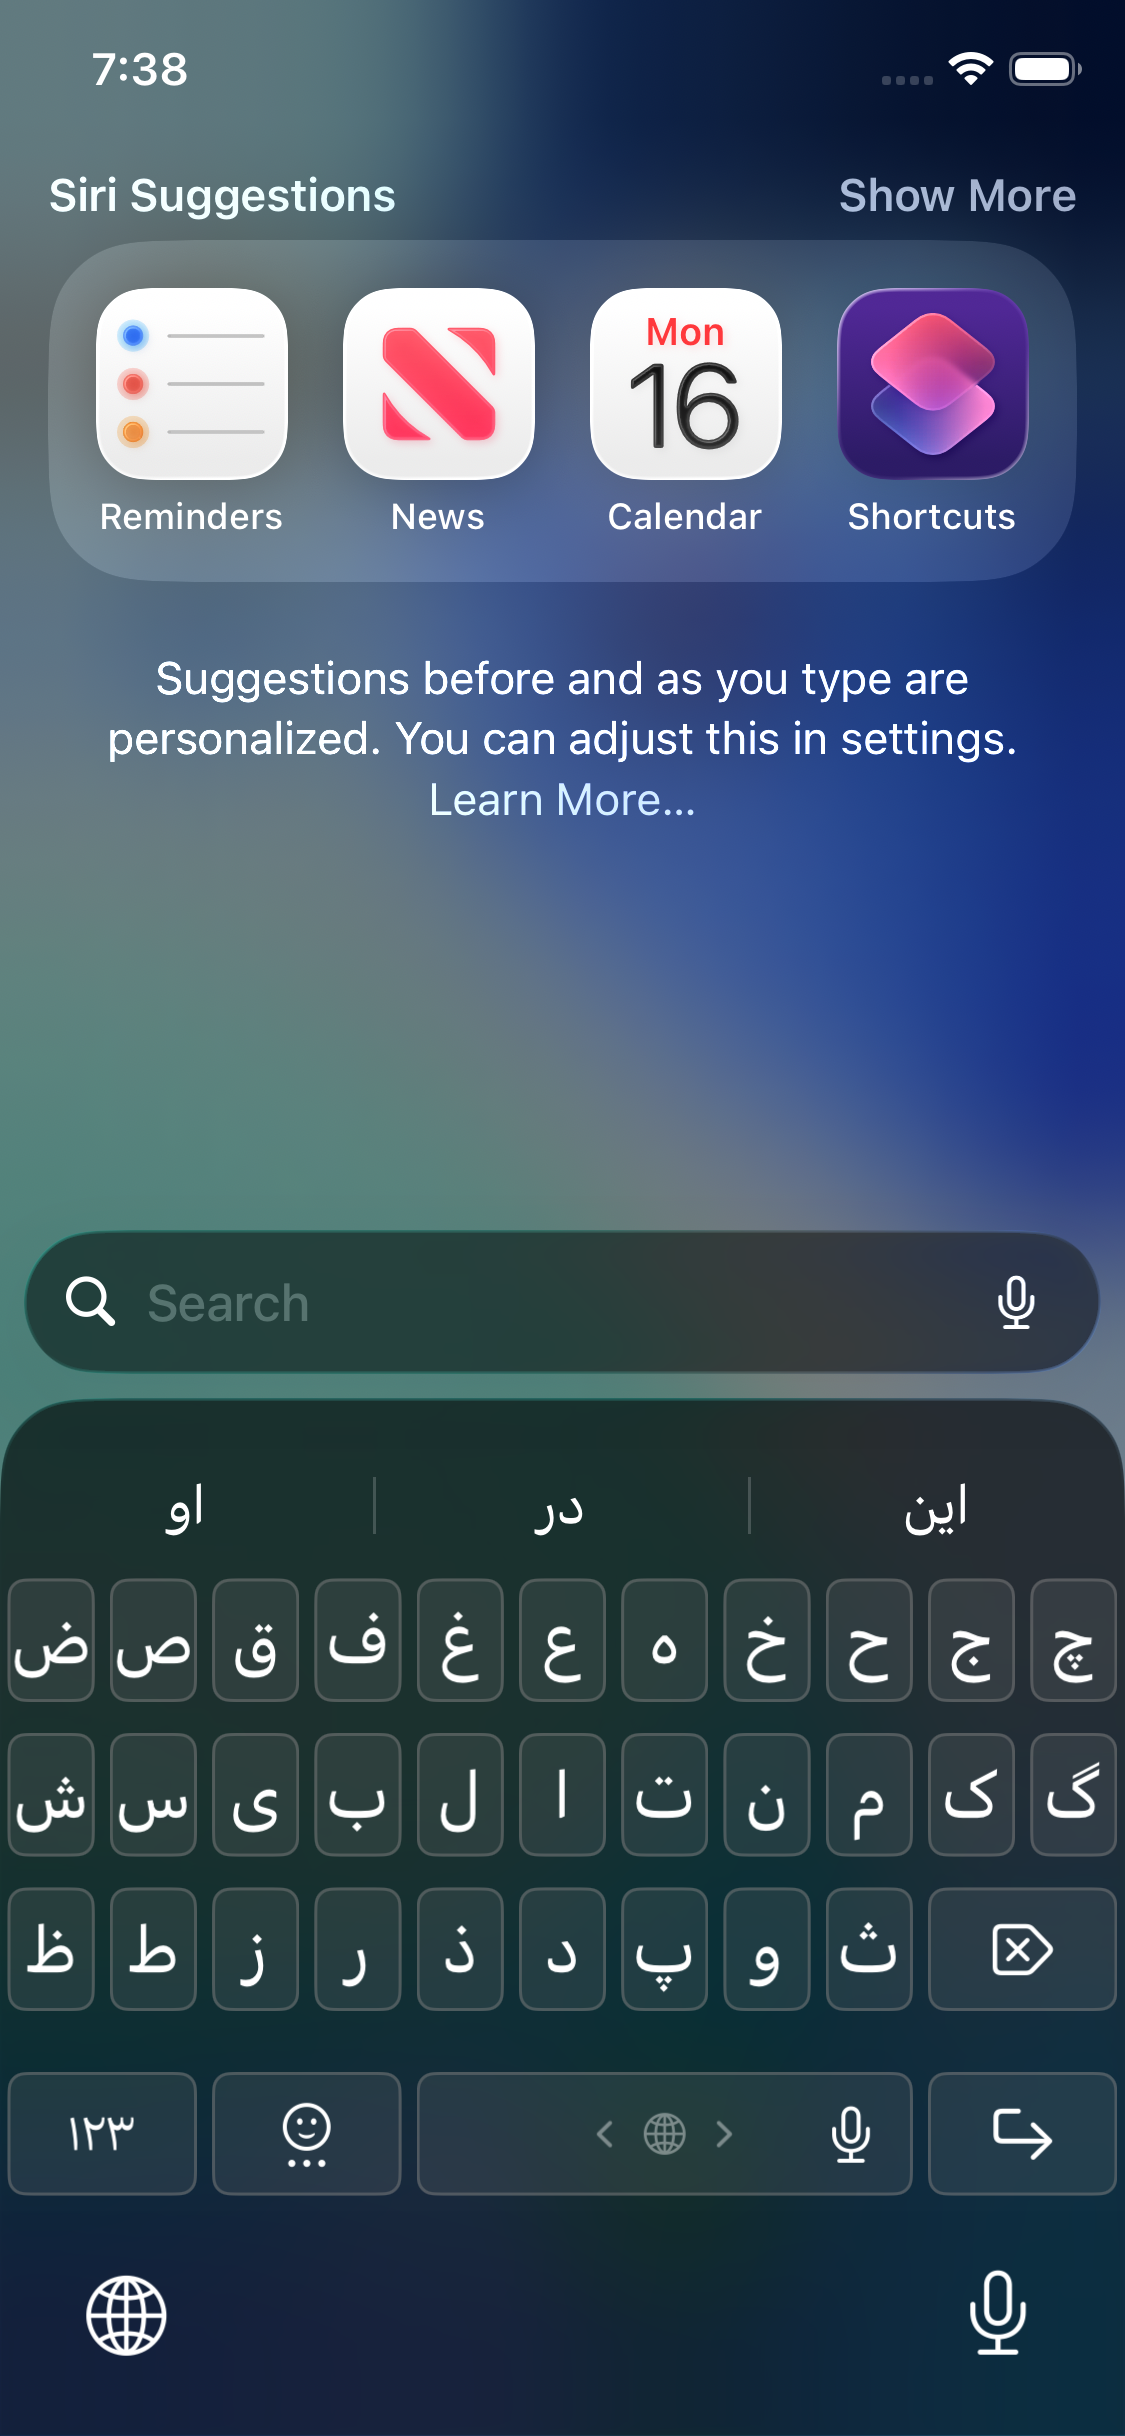 7:38
Siri Suggestions Show More
Mon
16
Reminders News Calendar Shortcuts
Suggestions before and as you type are
personalized. You can adjust this in settings.
Learn More...
Search
او در این
ض ص ق ف غ ع ه خ ح ج چ
ش س ی ب ل ا ت ن م ک گ
ظ ط ز ر ذ د پ و ث
۱۲۳